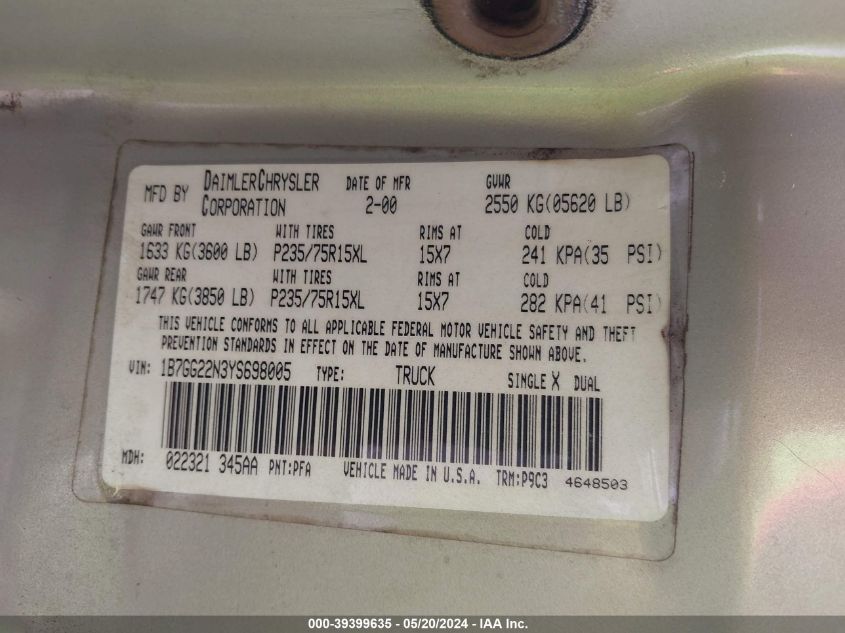 MFD BY DAIMLERCHRYSLER CORPORATION DATE OF MFR 2-00 GVWR 2550 KG(05620 LB)
GAWR FRONT WITH TIRES RIMS AT COLD
1633 KG(3600 LB) P235/75R15XL 15X7 241 KPA(35 PSI)
GAWR REAR WITH TIRES RIMS AT COLD
1747 KG(3850 LB) P235/75R15XL 15X7 282 KPA(41 PSI)
THIS VEHICLE CONFORMS TO ALL APPLICABLE FEDERAL MOTOR VEHICLE SAFETY AND THEFT
PREVENTION STANDARDS IN EFFECT ON THE DATE OF MANUFACTURE SHOWN ABOVE.
VIN: 1B7GG22N3YS698005 TYPE: TRUCK SINGLE X DUAL
MDH: 022321 345AA PNT:PFA VEHICLE MADE IN U.S.A. TRM:P9C3 4648503
000-39399635 - 05/20/2024 - IAA Inc.